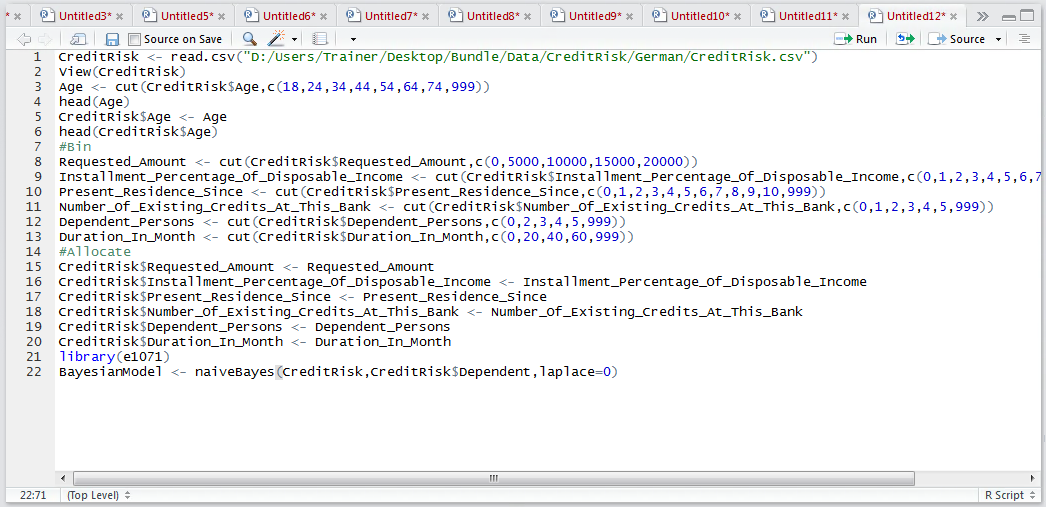 Untitled3* Untitled5* Untitled6* Untitled7* Untitled8* Untitled9* Untitled10* Untitled11* Untitled12*
Source on Save Run Source
1 CreditRisk <- read.csv("D:/Users/Trainer/Desktop/Bundle/Data/CreditRisk/German/CreditRisk.csv")
2 View(CreditRisk)
3 Age <- cut(CreditRisk$Age,c(18,24,34,44,54,64,74,999))
4 head(Age)
5 CreditRisk$Age <- Age
6 head(CreditRisk$Age)
7 #Bin
8 Requested_Amount <- cut(CreditRisk$Requested_Amount,c(0,5000,10000,15000,20000))
9 Installment_Percentage_Of_Disposable_Income <- cut(CreditRisk$Installment_Percentage_Of_Disposable_Income,c(0,1,2,3,4,5,6,7
10 Present_Residence_Since <- cut(CreditRisk$Present_Residence_Since,c(0,1,2,3,4,5,6,7,8,9,10,999))
11 Number_Of_Existing_Credits_At_This_Bank <- cut(CreditRisk$Number_Of_Existing_Credits_At_This_Bank,c(0,1,2,3,4,5,999))
12 Dependent_Persons <- cut(CreditRisk$Dependent_Persons,c(0,2,3,4,5,999))
13 Duration_In_Month <- cut(CreditRisk$Duration_In_Month,c(0,20,40,60,999))
14 #Allocate
15 CreditRisk$Requested_Amount <- Requested_Amount
16 CreditRisk$Installment_Percentage_Of_Disposable_Income <- Installment_Percentage_Of_Disposable_Income
17 CreditRisk$Present_Residence_Since <- Present_Residence_Since
18 CreditRisk$Number_Of_Existing_Credits_At_This_Bank <- Number_Of_Existing_Credits_At_This_Bank
19 CreditRisk$Dependent_Persons <- Dependent_Persons
20 CreditRisk$Duration_In_Month <- Duration_In_Month
21 library(e1071)
22 BayesianModel <- naiveBayes(CreditRisk,CreditRisk$Dependent,laplace=0)
22:71 (Top Level) R Script